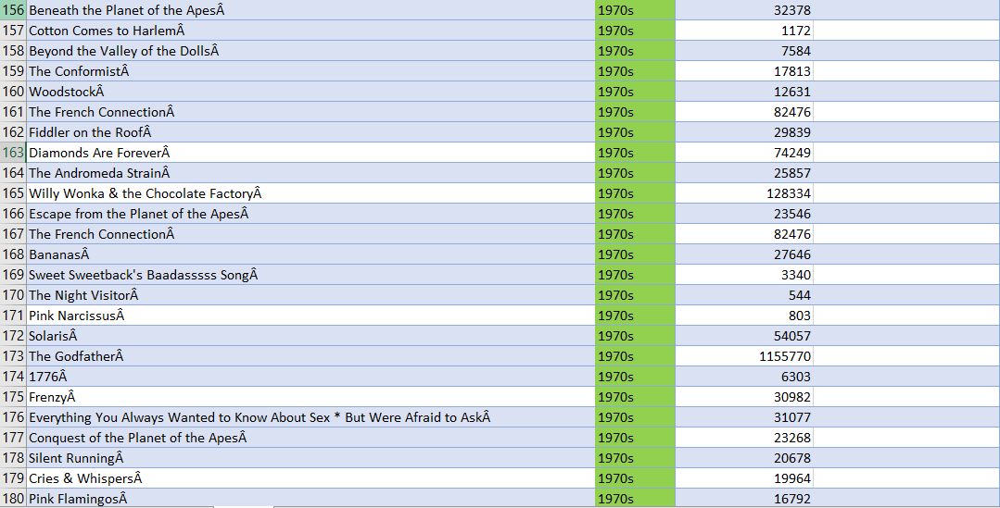 156 Beneath the Planet of the ApesÂ 1970s 32378
157 Cotton Comes to HarlemÂ 1970s 1172
158 Beyond the Valley of the DollsÂ 1970s 7584
159 The ConformistÂ 1970s 17813
160 WoodstockÂ 1970s 12631
161 The French ConnectionÂ 1970s 82476
162 Fiddler on the RoofÂ 1970s 29839
163 Diamonds Are ForeverÂ 1970s 74249
164 The Andromeda StrainÂ 1970s 25857
165 Willy Wonka & the Chocolate FactoryÂ 1970s 128334
166 Escape from the Planet of the ApesÂ 1970s 23546
167 The French ConnectionÂ 1970s 82476
168 BananasÂ 1970s 27646
169 Sweet Sweetback's Baadasssss SongÂ 1970s 3340
170 The Night VisitorÂ 1970s 544
171 Pink NarcissusÂ 1970s 803
172 SolarisÂ 1970s 54057
173 The GodfatherÂ 1970s 1155770
174 1776Â 1970s 6303
175 FrenzyÂ 1970s 30982
176 Everything You Always Wanted to Know About Sex * But Were Afraid to AskÂ 1970s 31077
177 Conquest of the Planet of the ApesÂ 1970s 23268
178 Silent RunningÂ 1970s 20678
179 Cries & WhispersÂ 1970s 19964
180 Pink FlamingosÂ 1970s 16792